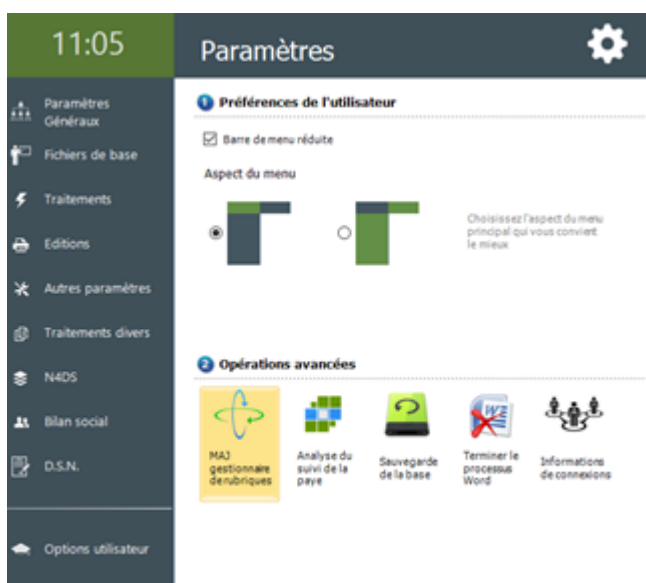 11:05
Paramètres
Paramètres
Généraux
Fichiers de base
Traitements
Editions
Autres paramètres
Traitements divers
N4DS
Bilan social
D.S.N.
Options utilisateur
1 Préférences de l'utilisateur
Barre de menu réduite
Aspect du menu
Choisissez l'aspect du menu
principal qui vous convient
le mieux
2 Opérations avancées
MAJ
gestionnaire
de rubriques
Analyse du
suivi de la
paye
Sauvegarde
de la base
Terminer le
processus
Word
Informations
de connexions